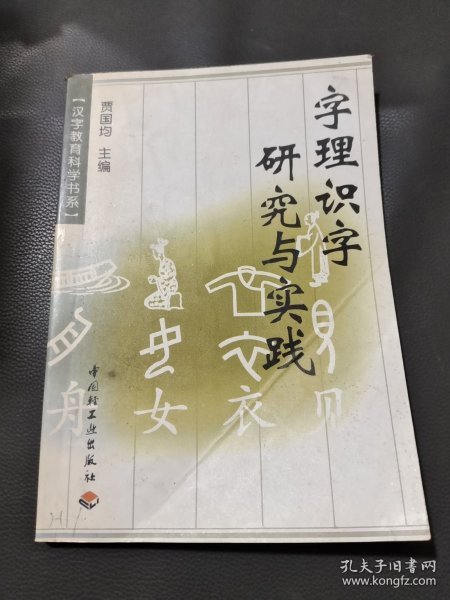 字理识字
研究与实践
贾国均 主编
【汉字教育科学书系】
舟 女 衣 见
船
中国轻工业出版社
孔夫子旧书网
www.kongfz.com